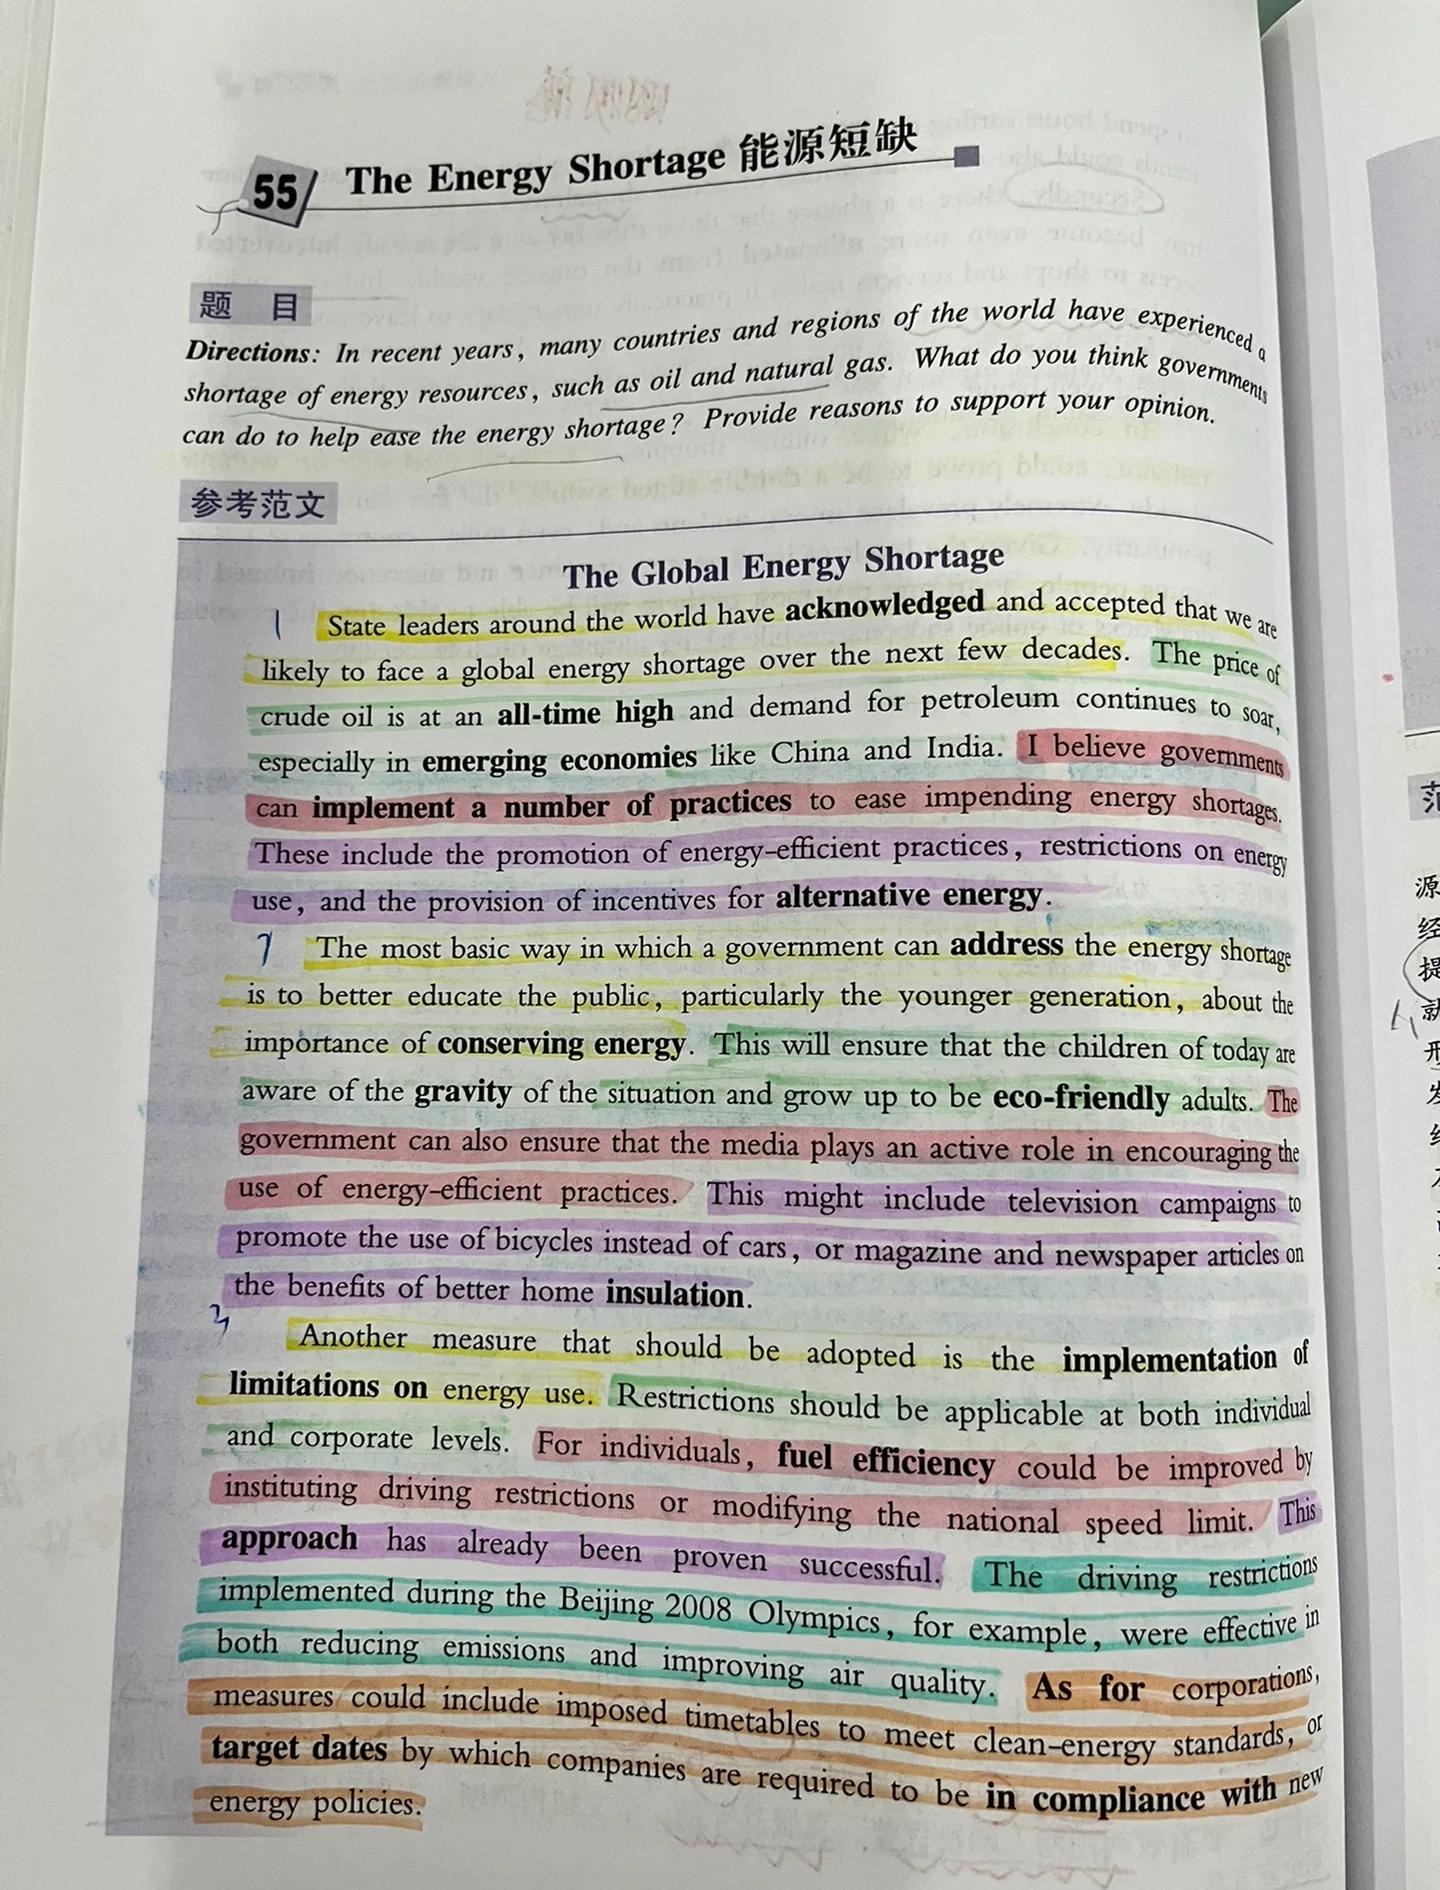 55 The Energy Shortage 能源短缺
题 目
Directions: In recent years, many countries and regions of the world have experienced a
shortage of energy resources, such as oil and natural gas. What do you think governments
can do to help ease the energy shortage? Provide reasons to support your opinion.
参考范文
The Global Energy Shortage
1 State leaders around the world have acknowledged and accepted that we are
likely to face a global energy shortage over the next few decades. The price of
crude oil is at an all-time high and demand for petroleum continues to soar,
especially in emerging economies like China and India. I believe governments
can implement a number of practices to ease impending energy shortages.
These include the promotion of energy-efficient practices, restrictions on energy
use, and the provision of incentives for alternative energy.
The most basic way in which a government can address the energy shortage
is to better educate the public, particularly the younger generation, about the
importance of conserving energy. This will ensure that the children of today are
aware of the gravity of the situation and grow up to be eco-friendly adults. The
government can also ensure that the media plays an active role in encouraging the
use of energy-efficient practices. This might include television campaigns to
promote the use of bicycles instead of cars, or magazine and newspaper articles on
the benefits of better home insulation.
3 Another measure that should be adopted is the implementation of
limitations on energy use. Restrictions should be applicable at both individual
and corporate levels. For individuals, fuel efficiency could be improved by
instituting driving restrictions or modifying the national speed limit. This
approach has already been proven successful. The driving restrictions
implemented during the Beijing 2008 Olympics, for example, were effective in
both reducing emissions and improving air quality. As for corporations,
measures could include imposed timetables to meet clean-energy standards, or
target dates by which companies are required to be in compliance with new
energy policies.
源
经
提
就